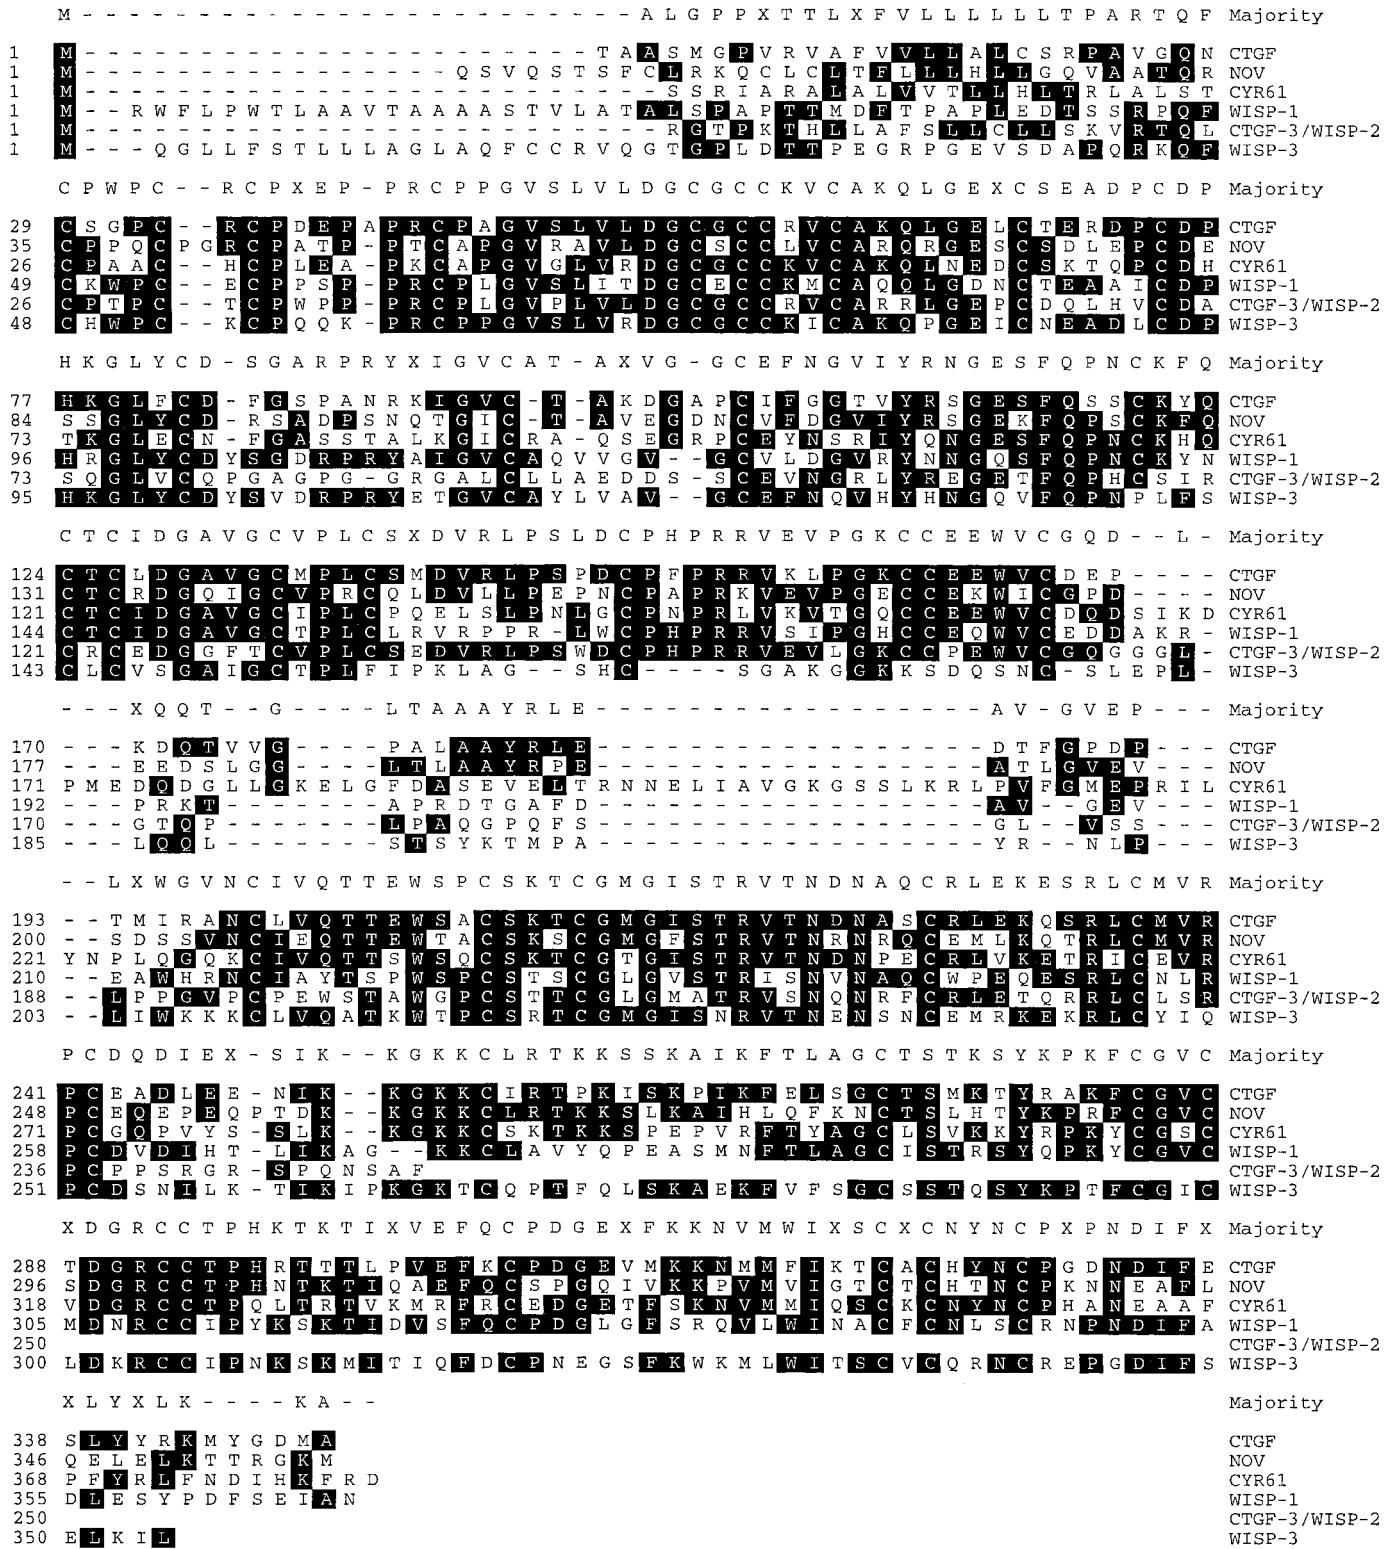 M - - - - - - - - - - - - - - - - - - - - - - - A L G P P X T T L X F V L L L L L L T P A R T Q F Majority
1 M - - - - - - - - - - - - - - - - - - - - - - T A A S M G P V R V A F V V L L A L C S R P A V G Q N CTGF
1 M - - - - - - - - - - - - - - - - Q S V Q S T S F C L R K Q C L C L T F L L L H L L G Q V A A T Q R NOV
1 M - - - - - - - - - - - - - - - - - - - - - - - - - S S R I A R A L A L V V T L L H L T R L A L S T CYR61
1 M - - R W F L P W T L A A V T A A A A S T V L A T A L S P A P T T M D F T P A P L E D T S S R P Q F WISP-1
1 M - - - - - - - - - - - - - - - - - - - - - - - - - R G T P K T H L L A F S L L C L L S K V R T Q L CTGF-3/WISP-2
1 M - - - Q G L L F S T L L L A G L A Q F C C R V Q G T G P L D T T P E G R P G E V S D A P Q R K Q F WISP-3
C P W P C - - R C P X E P - P R C P P G V S L V L D G C G C C K V C A K Q L G E X C S E A D P C D P Majority
29 C S G P C - - R C P D E P A P R C P A G V S L V L D G C G C C R V C A K Q L G E L C T E R D P C D P CTGF
35 C P P Q C P G R C P A T P - P T C A P G V R A V L D G C S C C L V C A R Q R G E S C S D L E P C D E NOV
26 C P A A C - - H C P L E A - P K C A P G V G L V R D G C G C C K V C A K Q L N E D C S K T Q P C D H CYR61
49 C K W P C - - E C P P S P - P R C P L G V S L I T D G C E C C K M C A Q Q L G D N C T E A A I C D P WISP-1
26 C P T P C - - T C P W P P - P R C P L G V P L V L D G C G C C R V C A R R L G E P C D Q L H V C D A CTGF-3/WISP-2
48 C H W P C - - K C P Q Q K - P R C P P G V S L V R D G C G C C K I C A K Q P G E I C N E A D L C D P WISP-3
H K G L Y C D - S G A R P R Y X I G V C A T - A X V G - G C E F N G V I Y R N G E S F Q P N C K F Q Majority
77 H K G L F C D - F G S P A N R K I G V C - T - A K D G A P C I F G G T V Y R S G E S F Q S S C K Y Q CTGF
84 S S G L Y C D - R S A D P S N Q T G I C - T - A V E G D N C V F D G V I Y R S G E K F Q P S C K F Q NOV
73 T K G L E C N - F G A S S T A L K G I C R A - Q S E G R P C E Y N S R I Y Q N G E S F Q P N C K H Q CYR61
96 H R G L Y C D Y S G D R P R Y A I G V C A Q V V G V - - G C V L D G V R Y N N G Q S F Q P N C K Y N WISP-1
73 S Q G L V C Q P G A G P G - G R G A L C L L A E D D S - S C E V N G R L Y R E G E T F Q P H C S I R CTGF-3/WISP-2
95 H K G L Y C D Y S V D R P R Y E T G V C A Y L V A V - - G C E F N Q V H Y H N G Q V F Q P N P L F S WISP-3
C T C I D G A V G C V P L C S X D V R L P S L D C P H P R R V E V P G K C C E E W V C G Q D - - L - Majority
124 C T C L D G A V G C M P L C S M D V R L P S P D C P F P R R V K L P G K C C E E W V C D E P - - - - CTGF
131 C T C R D G Q I G C V P R C Q L D V L L P E P N C P A P R K V E V P G E C C E K W I C G P D - - - - NOV
121 C T C I D G A V G C I P L C P Q E L S L P N L G C P N P R L V K V T G Q C C E E W V C D Q D S I K D CYR61
144 C T C I D G A V G C T P L C L R V R P P R - L W C P H P R R V S I P G H C C E Q W V C E D D A K R - WISP-1
121 C R C E D G G F T C V P L C S E D V R L P S W D C P H P R R V E V L G K C C P E W V C G Q G G G L - CTGF-3/WISP-2
143 C L C V S G A I G C T P L F I P K L A G - - S H C - - - - S G A K G G K K S D Q S N C - S L E P L - WISP-3
- - - X Q Q T - - G - - - - L T A A A Y R L E - - - - - - - - - - - - - - - - - A V - G V E P - - - Majority
170 - - - K D Q T V V G - - - - P A L A A Y R L E - - - - - - - - - - - - - - - - - D T F G P D P - - - CTGF
177 - - - E E D S L G G - - - - L T L A A Y R P E - - - - - - - - - - - - - - - - - A T L G V E V - - - NOV
171 P M E D Q D G L L G K E L G F D A S E V E L T R N N E L I A V G K G S S L K R L P V F G M E P R I L CYR61
192 - - - P R K T - - - - - - - A P R D T G A F D - - - - - - - - - - - - - - - - - A V - - G E V - - - WISP-1
170 - - - G T Q P - - - - - - - L P A Q G P Q F S - - - - - - - - - - - - - - - - - G L - - V S S - - - CTGF-3/WISP-2
185 - - - L Q Q L - - - - - - - S T S Y K T M P A - - - - - - - - - - - - - - - - - Y R - - N L P - - - WISP-3
- - L X W G V N C I V Q T T E W S P C S K T C G M G I S T R V T N D N A Q C R L E K E S R L C M V R Majority
193 - - T M I R A N C L V Q T T E W S A C S K T C G M G I S T R V T N D N A S C R L E K Q S R L C M V R CTGF
200 - - S D S S V N C I E Q T T E W T A C S K S C G M G F S T R V T N R N R Q C E M L K Q T R L C M V R NOV
221 Y N P L Q G Q K C I V Q T T S W S Q C S K T C G T G I S T R V T N D N P E C R L V K E T R I C E V R CYR61
210 - - E A W H R N C I A Y T S P W S P C S T S C G L G V S T R I S N V N A Q C W P E Q E S R L C N L R WISP-1
188 - - L P P G V P C P E W S T A W G P C S T T C G L G M A T R V S N Q N R F C R L E T Q R R L C L S R CTGF-3/WISP-2
203 - - L I W K K K C L V Q A T K W T P C S R T C G M G I S N R V T N E N S N C E M R K E K R L C Y I Q WISP-3
P C D Q D I E X - S I K - - K G K K C L R T K K S S K A I K F T L A G C T S T K S Y K P K F C G V C Majority
241 P C E A D L E E - N I K - - K G K K C I R T P K I S K P I K F E L S G C T S M K T Y R A K F C G V C CTGF
248 P C E Q E P E Q P T D K - - K G K K C L R T K K S L K A I H L Q F K N C T S L H T Y K P R F C G V C NOV
271 P C G Q P V Y S - S L K - - K G K K C S K T K K S P E P V R F T Y A G C L S V K K Y R P K Y C G S C CYR61
258 P C D V D I H T - L I K A G - - K K C L A V Y Q P E A S M N F T L A G C I S T R S Y Q P K Y C G V C WISP-1
236 P C P P S R G R - S P Q N S A F CTGF-3/WISP-2
251 P C D S N I L K - T I K I P K G K T C Q P T F Q L S K A E K F V F S G C S S T Q S Y K P T F C G I C WISP-3
X D G R C C T P H K T K T I X V E F Q C P D G E X F K K N V M W I X S C X C N Y N C P X P N D I F X Majority
288 T D G R C C T P H R T T T L P V E F K C P D G E V M K K N M M F I K T C A C H Y N C P G D N D I F E CTGF
296 S D G R C C T P H N T K T I Q A E F Q C S P G Q I V K K P V M V I G T C T C H T N C P K N N E A F L NOV
318 V D G R C C T P Q L T R T V K M R F R C E D G E T F S K N V M M I Q S C K C N Y N C P H A N E A A F CYR61
305 M D N R C C I P Y K S K T I D V S F Q C P D G L G F S R Q V L W I N A C F C N L S C R N P N D I F A WISP-1
250 CTGF-3/WISP-2
300 L D K R C C I P N K S K M I T I Q F D C P N E G S F K W K M L W I T S C V C Q R N C R E P G D I F S WISP-3
X L Y X L K - - - - K A - - Majority
338 S L Y Y R K M Y G D M A CTGF
346 Q E L E L K T T R G K M NOV
368 P F Y R L F N D I H K F R D CYR61
355 D L E S Y P D F S E I A N WISP-1
250 CTGF-3/WISP-2
350 E L K I L WISP-3